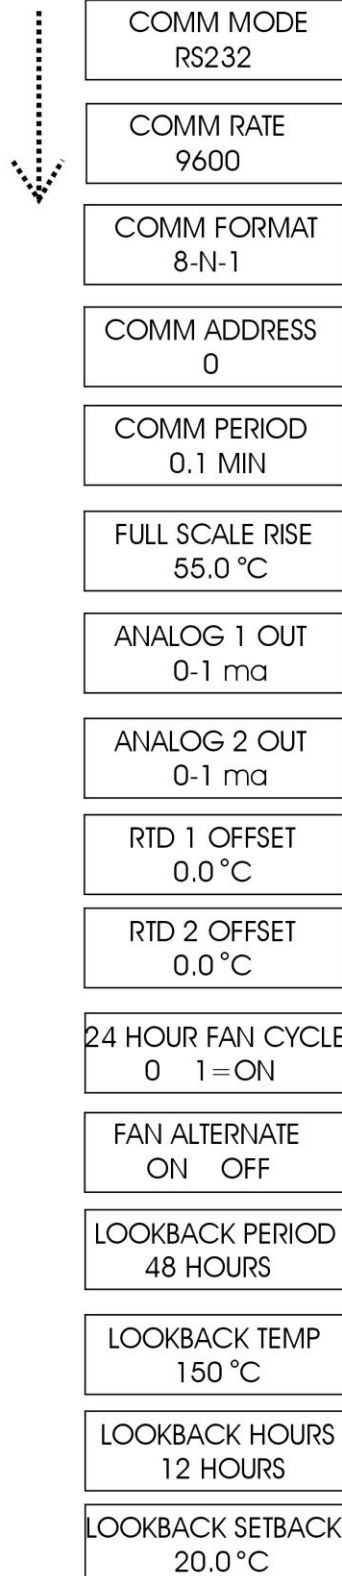 COMM MODE
RS232
COMM RATE
9600
COMM FORMAT
8-N-1
COMM ADDRESS
0
COMM PERIOD
0.1 MIN
FULL SCALE RISE
55.0 °C
ANALOG 1 OUT
0-1 ma
ANALOG 2 OUT
0-1 ma
RTD 1 OFFSET
0.0 °C
RTD 2 OFFSET
0.0 °C
24 HOUR FAN CYCLE
0 1=ON
FAN ALTERNATE
ON OFF
LOOKBACK PERIOD
48 HOURS
LOOKBACK TEMP
150 °C
LOOKBACK HOURS
12 HOURS
LOOKBACK SETBACK
20.0 °C